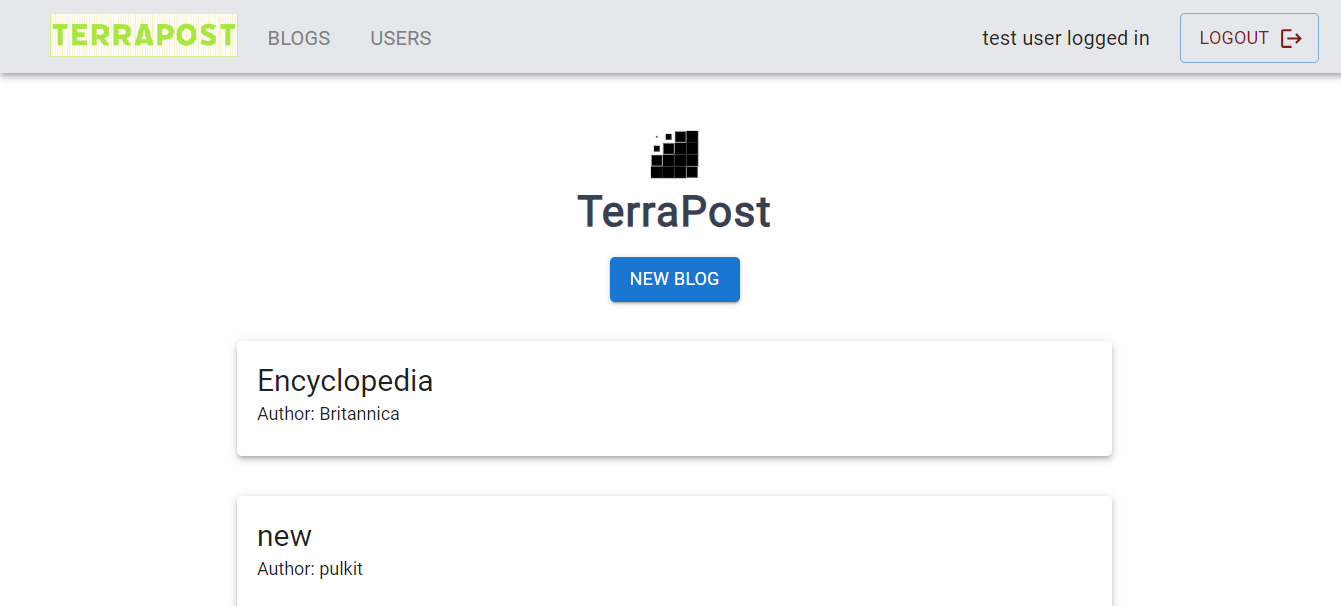 TERRAPOST BLOGS USERS test user logged in LOGOUT
TerraPost
NEW BLOG
Encyclopedia
Author: Britannica
new
Author: pulkit